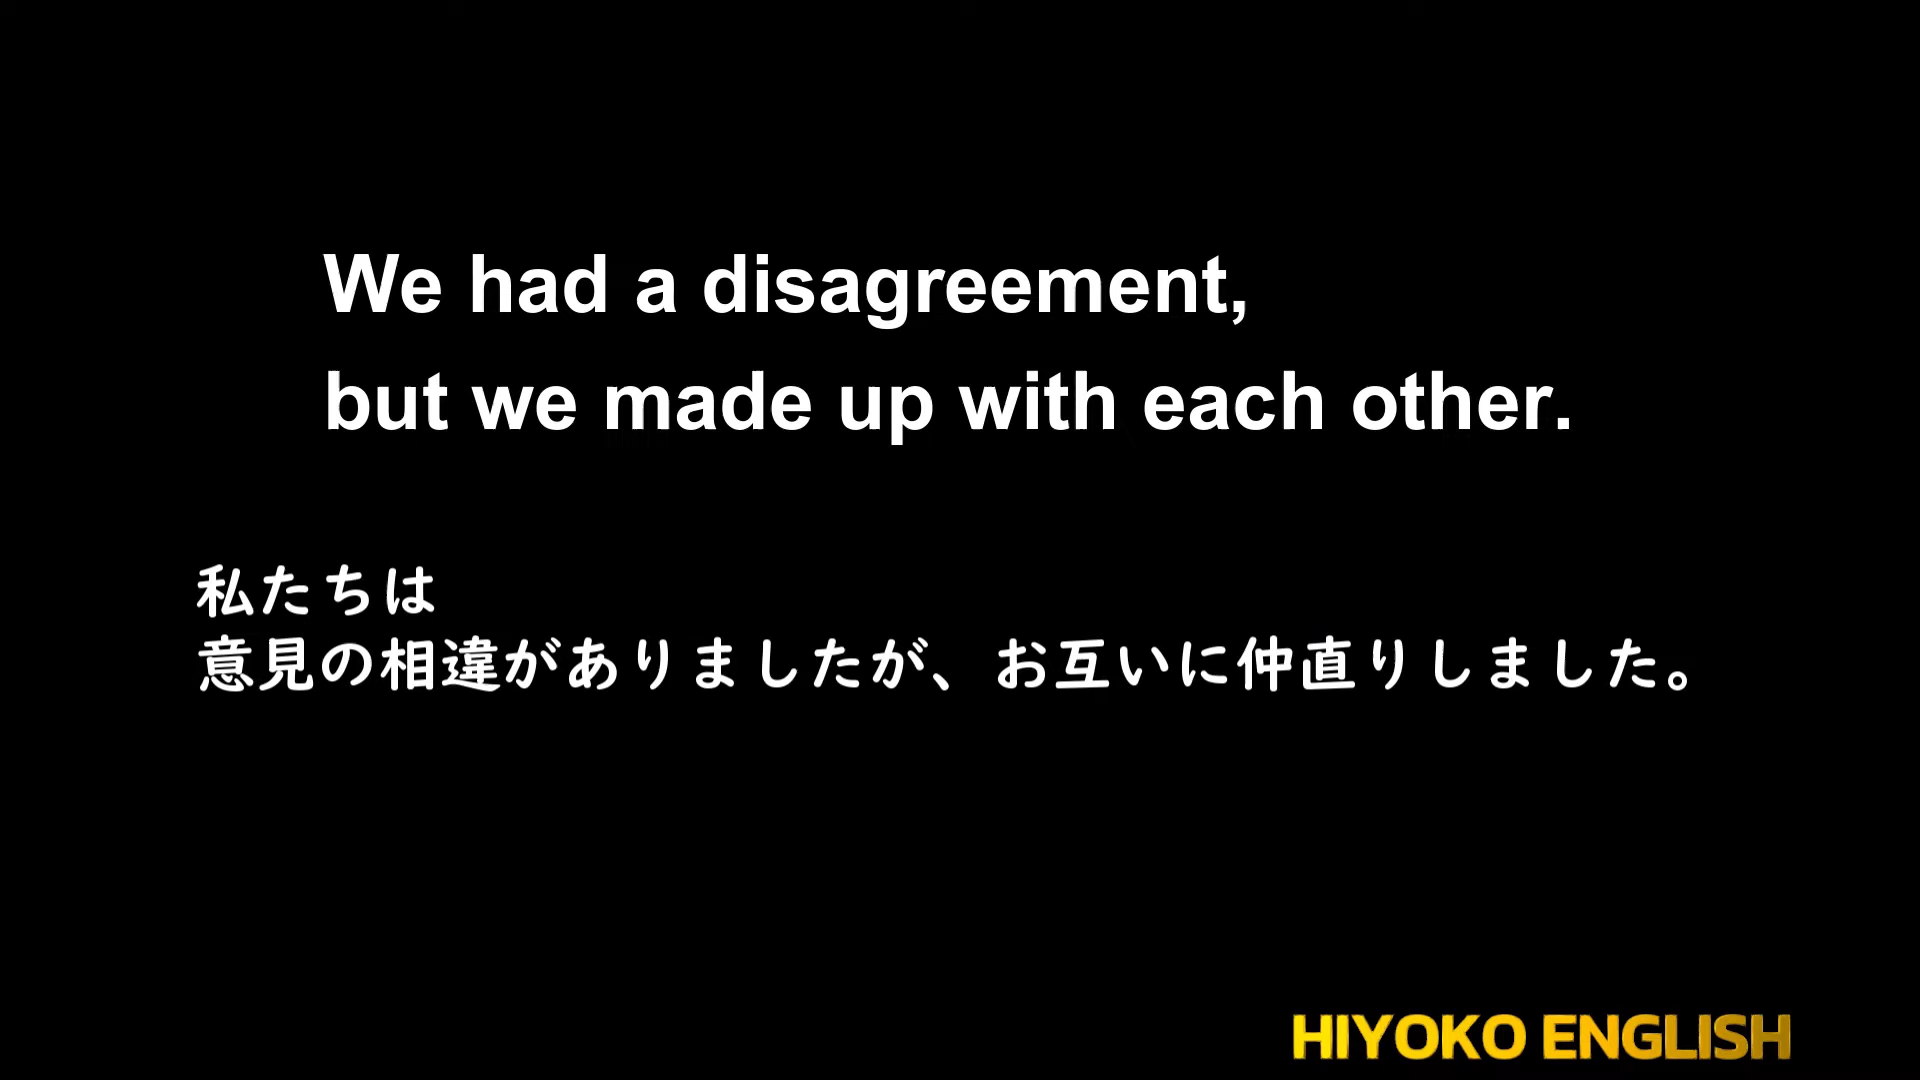 We had a disagreement,
but we made up with each other.
私たちは
意見の相違がありましたが、お互いに仲直りしました。
HIYOKO ENGLISH